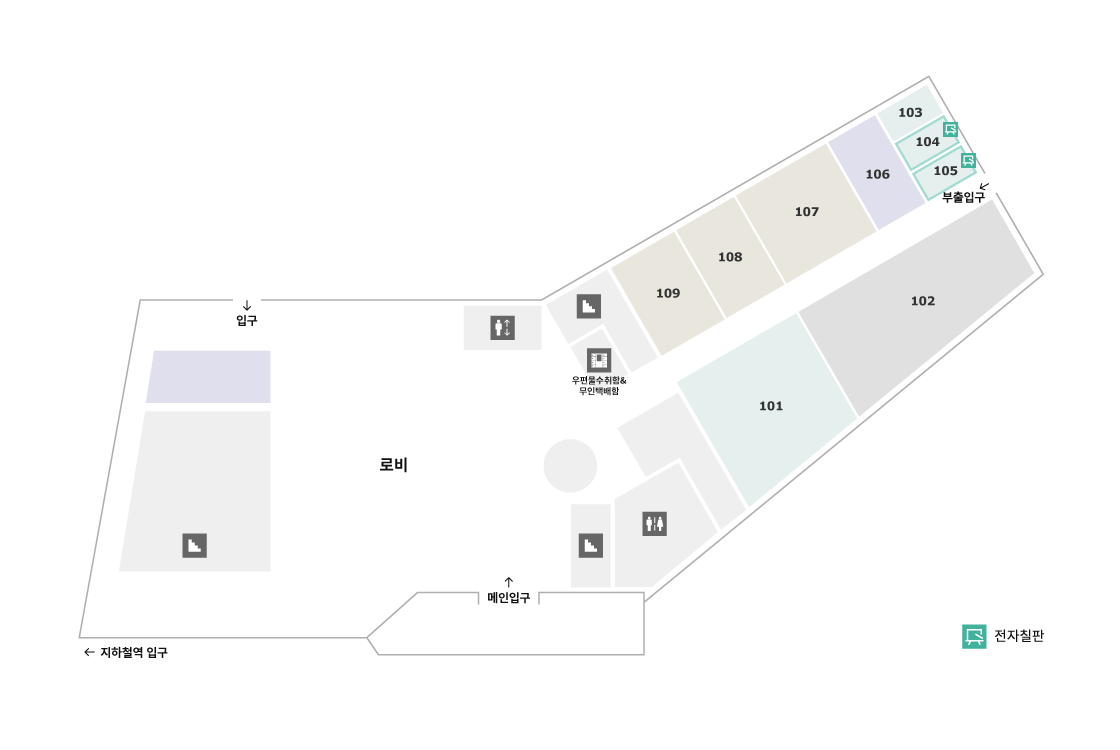 103
104
105
106
부출입구
107
108
102
109
입구
우편물수취함&
무인택배함
101
로비
메인입구
전자칠판
← 지하철역 입구